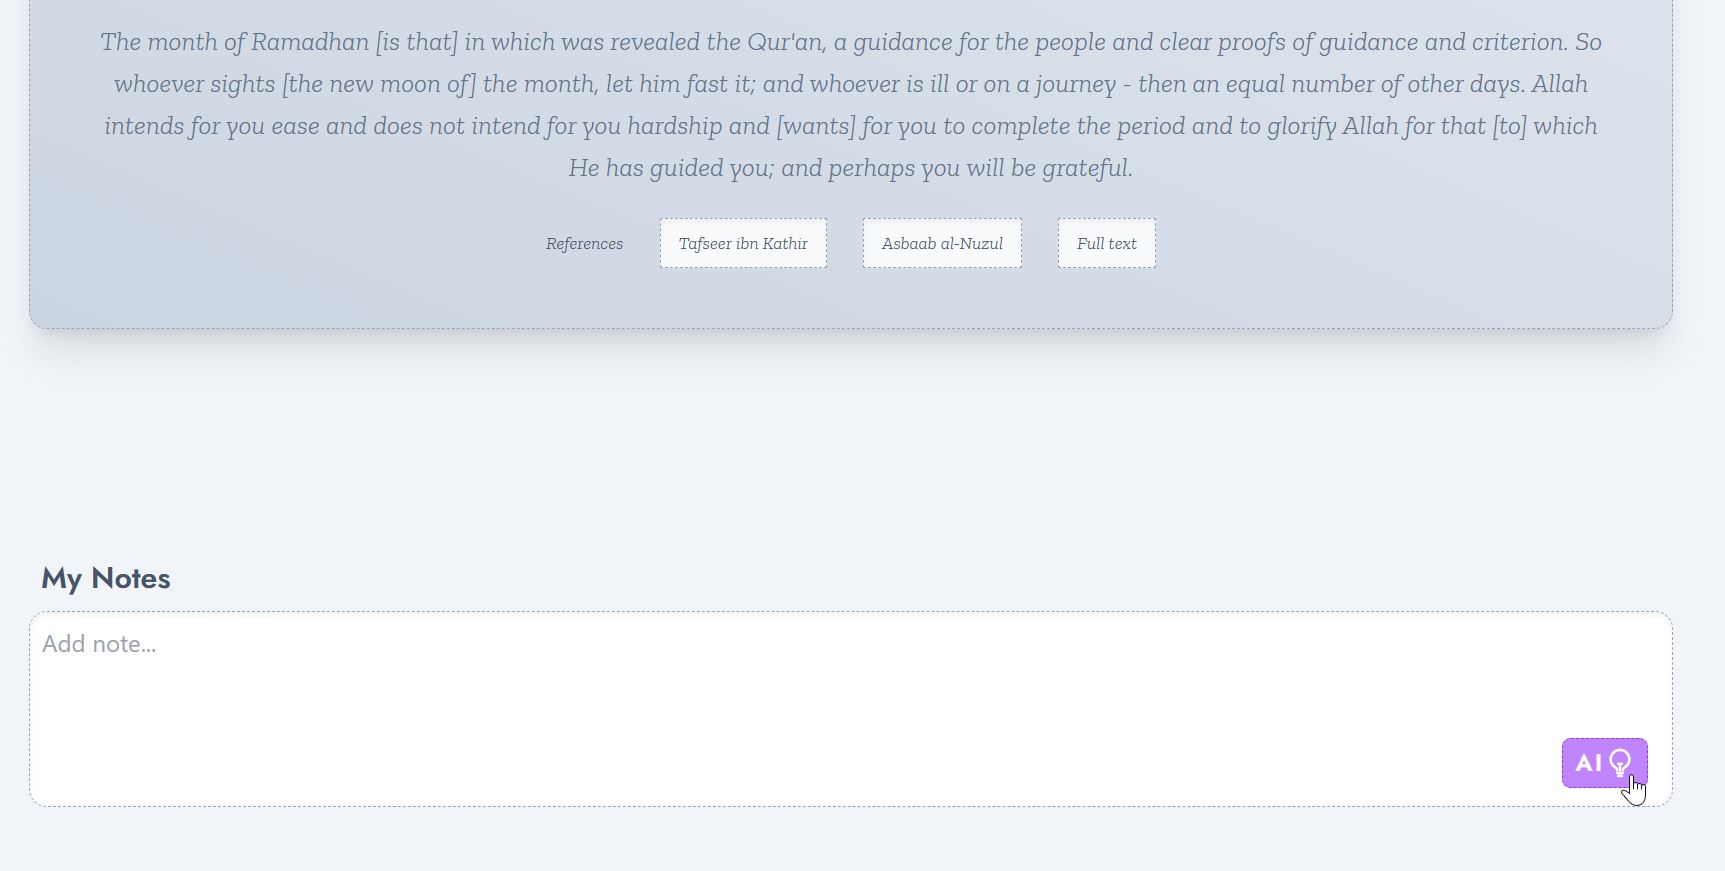 The month of Ramadhan [is that] in which was revealed the Qur'an, a guidance for the people and clear proofs of guidance and criterion. So
whoever sights [the new moon of] the month, let him fast it; and whoever is ill or on a journey - then an equal number of other days. Allah
intends for you ease and does not intend for you hardship and [wants] for you to complete the period and to glorify Allah for that [to] which
He has guided you; and perhaps you will be grateful.
References Tafseer ibn Kathir Asbaab al-Nuzul Full text
My Notes
Add note...
AI